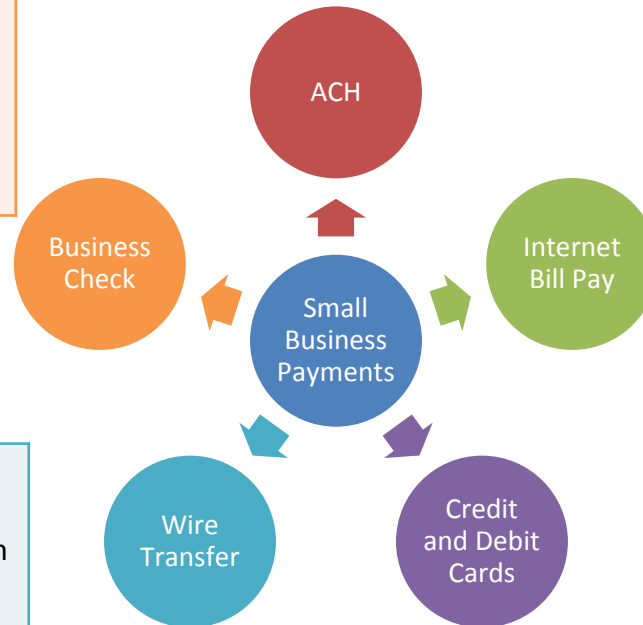 ACH
Business
Check
Internet
Bill Pay
Small
Business
Payments
Wire
Transfer
Credit
and Debit
Cards